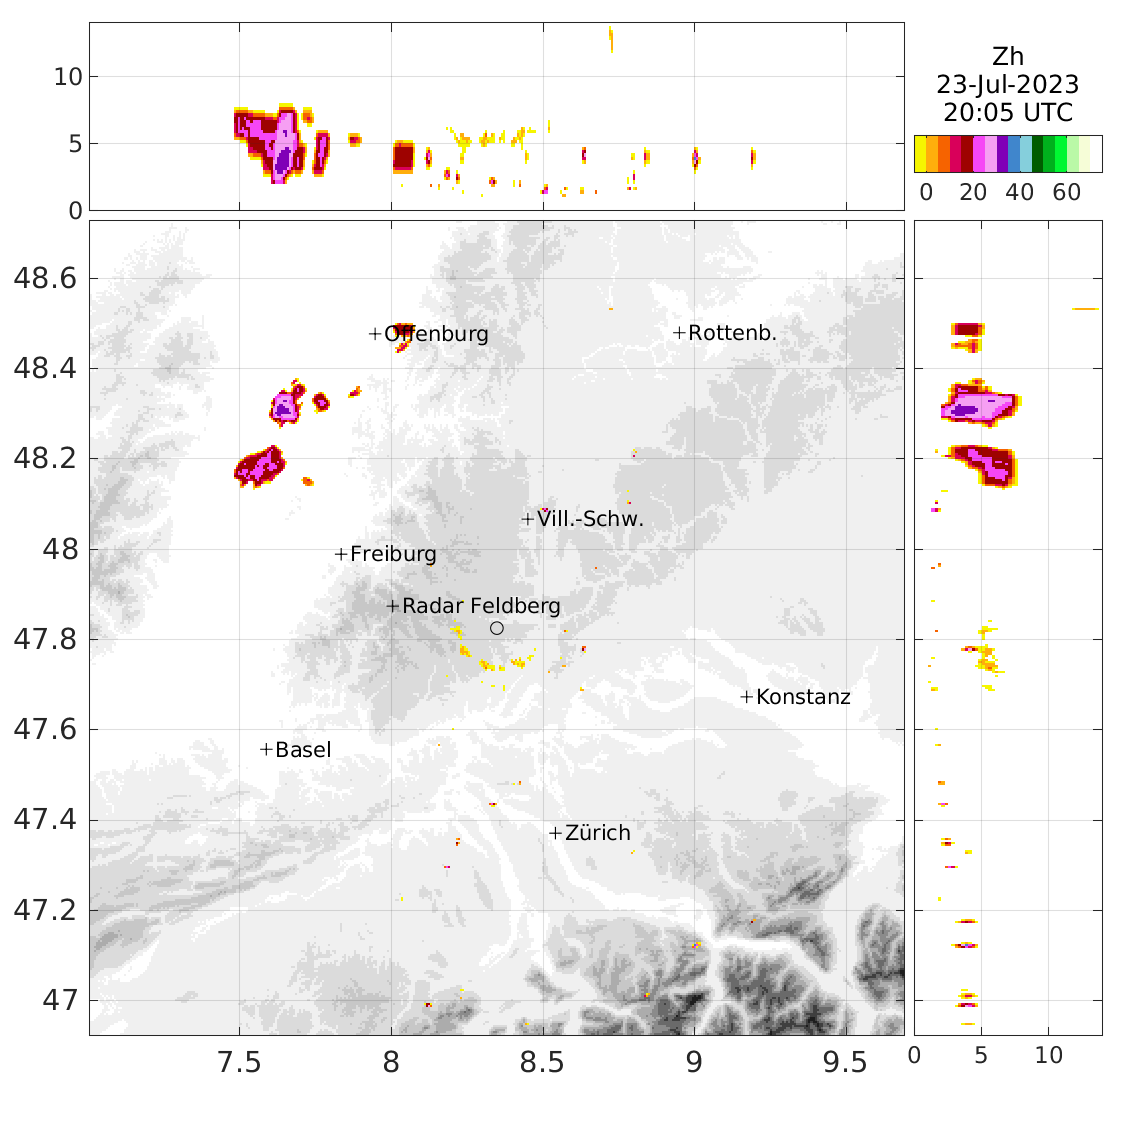 10
5
0
Zh
23-Jul-2023
20:05 UTC
0 20 40 60
48.6
48.4
48.2
48
47.8
47.6
47.4
47.2
47
+Offenburg
+Rottenb.
+Vill.-Schw.
+Freiburg
+Radar Feldberg
+Konstanz
+Basel
+Zürich
7.5 8 8.5 9 9.5
0 5 10